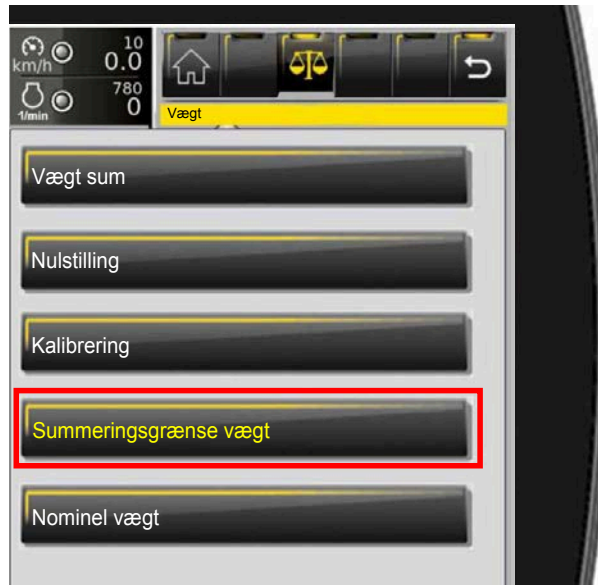 10
km/h 0.0
780
1/min 0
Vægt
Vægt sum
Nulstilling
Kalibrering
Summeringsgrænse vægt
Nominel vægt